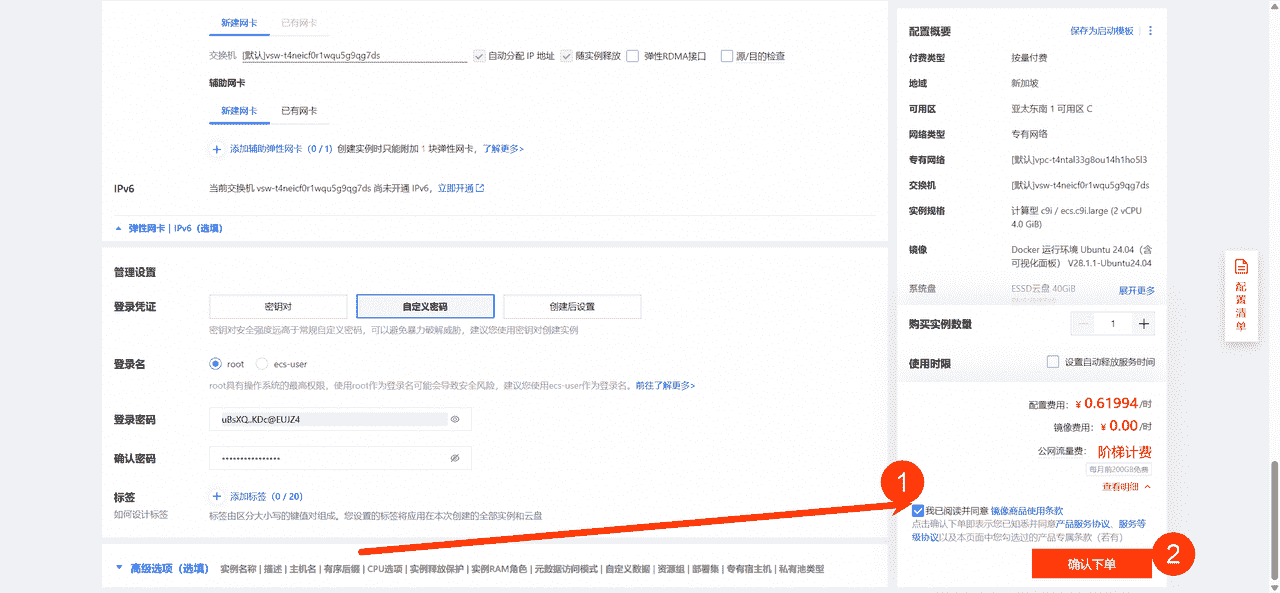 新建网卡 已有网卡
交换机 [默认]vsw-t4neicf0r1wqu5g9qg7ds 自动分配 IP 地址 随实例释放 弹性RDMA接口 源/目的检查
辅助网卡
新建网卡 已有网卡
+ 添加辅助弹性网卡（0 / 1）创建实例时只能附加 1 块弹性网卡，了解更多>
IPv6 当前交换机 vsw-t4neicf0r1wqu5g9qg7ds 尚未开通 IPv6，立即开通
弹性网卡 | IPv6（选填）
管理设置
登录凭证 密钥对 自定义密码 创建后设置
密钥对安全强度远高于常规自定义密码，可以避免暴力破解威胁，建议您使用密钥对创建实例
登录名 root ecs-user
root具有操作系统的最高权限，使用root作为登录名可能会导致安全风险，建议您使用ecs-user作为登录名。前往了解更多>
登录密码 uBsXQ..KDc@EUJZ4
确认密码 ••••••••••••••••
标签 + 添加标签（0 / 20）
如何设计标签 标签由区分大小写的键值对组成。您设置的标签将应用在本次创建的全部实例和云盘
高级选项（选填） 实例名称 | 描述 | 主机名 | 有序后缀 | CPU选项 | 实例释放保护 | 实例RAM角色 | 元数据访问模式 | 自定义数据 | 资源组 | 部署集 | 专有宿主机 | 私有池类型
配置概要 保存为启动模板
付费类型 按量付费
地域 新加坡
可用区 亚太东南 1 可用区 C
网络类型 专有网络
专有网络 [默认]vpc-t4ntal33g8ou14h1ho5l3
交换机 [默认]vsw-t4neicf0r1wqu5g9qg7ds
实例规格 计算型 c9i / ecs.c9i.large (2 vCPU
4.0 GiB)
镜像 Docker 运行环境 Ubuntu 24.04（含
可视化面板） V28.1.1-Ubuntu24.04
系统盘 ESSD云盘 40GiB 展开更多
购买实例数量 1 +
使用时限 设置自动释放服务时间
配置费用：¥ 0.61994 /时
镜像费用：¥ 0.00 /时
公网流量费：阶梯计费
每月前200GB免费
查看明细
1
我已阅读并同意 镜像商品使用条款
点击确认下单即表示您已知悉并同意产品服务协议、服务等
级协议以及本页面中您勾选过的产品专属条款（若有）
确认下单 2
配
置
清
单